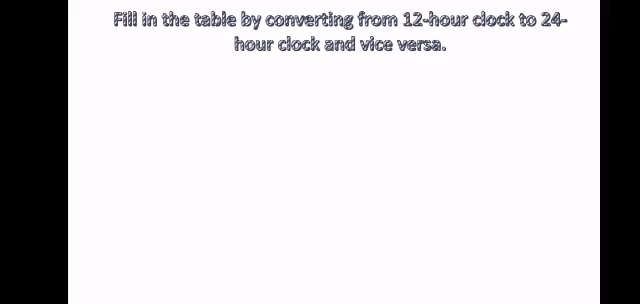 Fill in the table by converting from 12-hour clock to 24-
hour clock and vice versa.